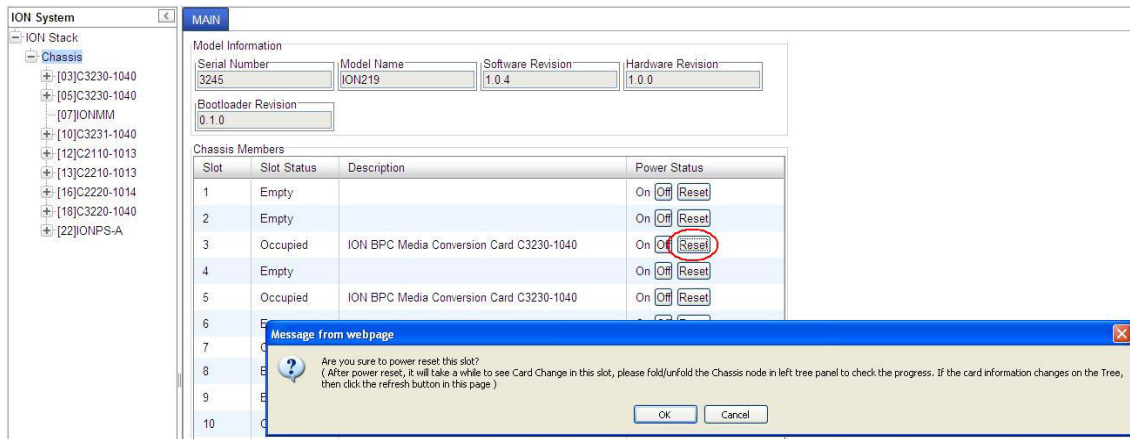 ION System
ION Stack
Chassis
[03]C3230-1040
[05]C3230-1040
[07]IONMM
[10]C3231-1040
[12]C2110-1013
[13]C2210-1013
[16]C2220-1014
[18]C3220-1040
[22]IONPS-A
MAIN
Model Information
Serial Number Model Name Software Revision Hardware Revision
3245 ION219 1.0.4 1.0.0
Bootloader Revision
0.1.0
Chassis Members
Slot Slot Status Description Power Status
1 Empty On Off Reset
2 Empty On Off Reset
3 Occupied ION BPC Media Conversion Card C3230-1040 On Off Reset
4 Empty On Off Reset
5 Occupied ION BPC Media Conversion Card C3230-1040 On Off Reset
6
7
8
9
10
Message from webpage
Are you sure to power reset this slot?
( After power reset, it will take a while to see Card Change in this slot, please fold/unfold the Chassis node in left tree panel to check the progress. If the card information changes on the Tree,
then click the refresh button in this page )
OK Cancel